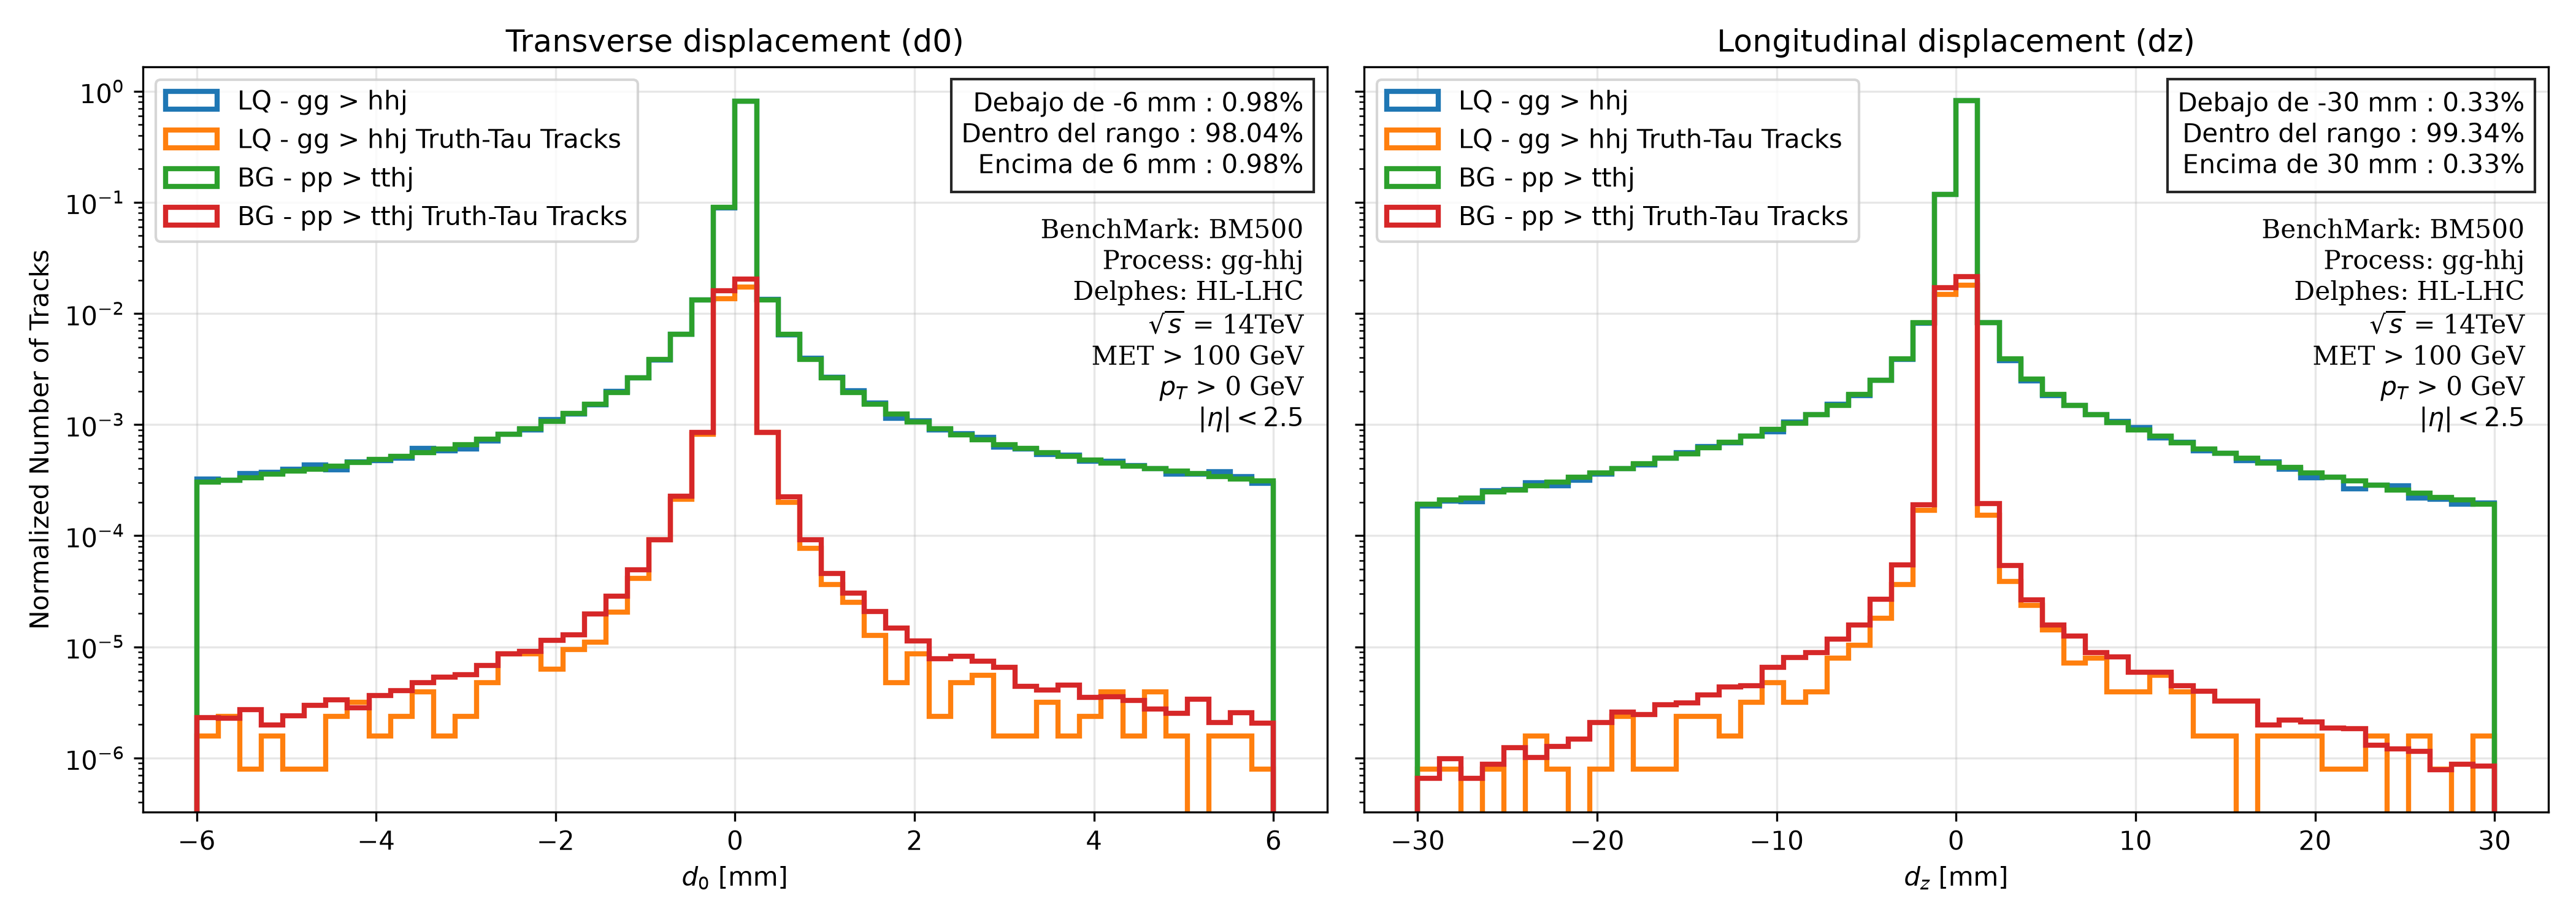 Transverse displacement (d0)
LQ - gg > hhj
LQ - gg > hhj Truth-Tau Tracks
BG - pp > tthj
BG - pp > tthj Truth-Tau Tracks
Debajo de -6 mm : 0.98%
Dentro del rango : 98.04%
Encima de 6 mm : 0.98%
BenchMark: BM500
Process: gg-hhj
Delphes: HL-LHC
√s = 14TeV
MET > 100 GeV
p_T > 0 GeV
|η| < 2.5
Normalized Number of Tracks
10⁰
10⁻¹
10⁻²
10⁻³
10⁻⁴
10⁻⁵
10⁻⁶
−6 −4 −2 0 2 4 6
d₀ [mm]
Longitudinal displacement (dz)
LQ - gg > hhj
LQ - gg > hhj Truth-Tau Tracks
BG - pp > tthj
BG - pp > tthj Truth-Tau Tracks
Debajo de -30 mm : 0.33%
Dentro del rango : 99.34%
Encima de 30 mm : 0.33%
BenchMark: BM500
Process: gg-hhj
Delphes: HL-LHC
√s = 14TeV
MET > 100 GeV
p_T > 0 GeV
|η| < 2.5
−30 −20 −10 0 10 20 30
d_z [mm]